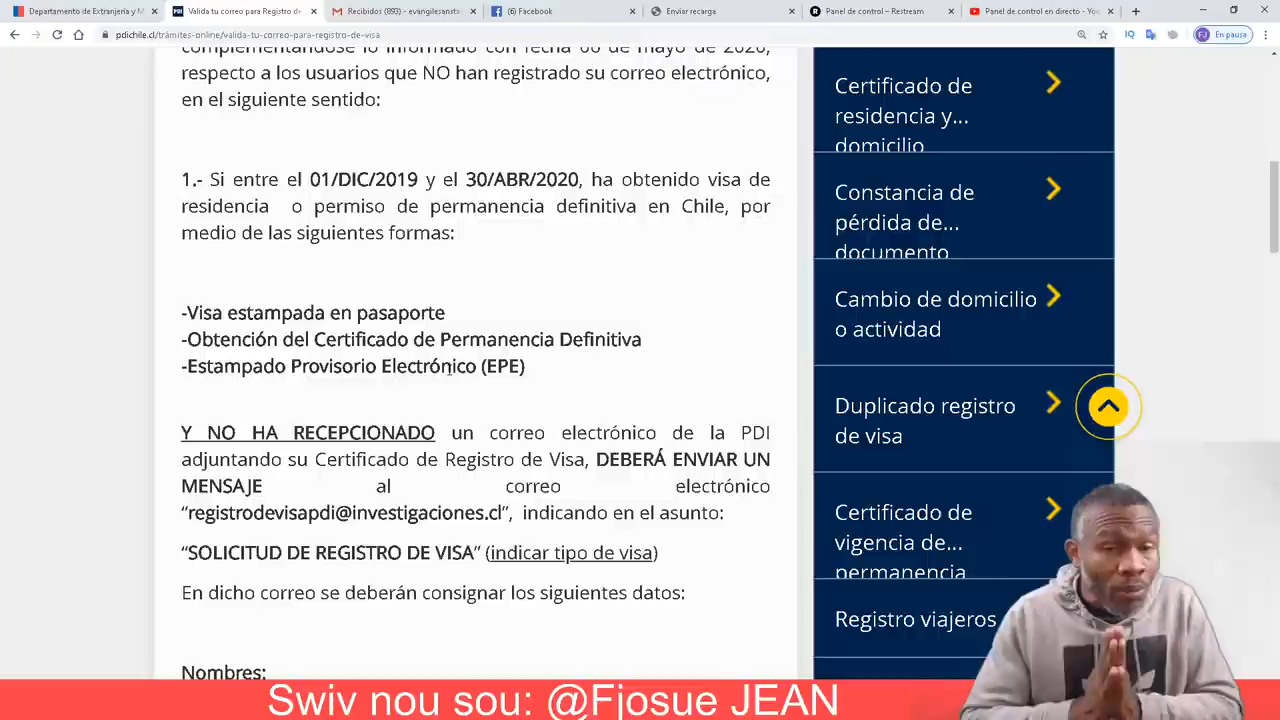 Departamento de Extranjería y M
Valida tu correo para Registro de
Recibidos (893) - evangilesansta
(6) Facebook
Enviar recarga
Panel de control – Restream
Panel de control en directo - You
pdichile.cl/trámites-online/valida-tu-correo-para-registro-de-visa
En pausa
complementándose lo informado con fecha 06 de mayo de 2020,
respecto a los usuarios que NO han registrado su correo electrónico,
en el siguiente sentido:
1.- Si entre el 01/DIC/2019 y el 30/ABR/2020, ha obtenido visa de
residencia o permiso de permanencia definitiva en Chile, por
medio de las siguientes formas:
-Visa estampada en pasaporte
-Obtención del Certificado de Permanencia Definitiva
-Estampado Provisorio Electrónico (EPE)
Y NO HA RECEPCIONADO un correo electrónico de la PDI
adjuntando su Certificado de Registro de Visa, DEBERÁ ENVIAR UN
MENSAJE al correo electrónico
“registrodevisapdi@investigaciones.cl”, indicando en el asunto:
“SOLICITUD DE REGISTRO DE VISA” (indicar tipo de visa)
En dicho correo se deberán consignar los siguientes datos:
Nombres:
Certificado de
residencia y...
domicilio
Constancia de
pérdida de...
documento
Cambio de domicilio
o actividad
Duplicado registro
de visa
Certificado de
vigencia de...
permanencia
Registro viajeros
Swiv nou sou: @Fjosue JEAN